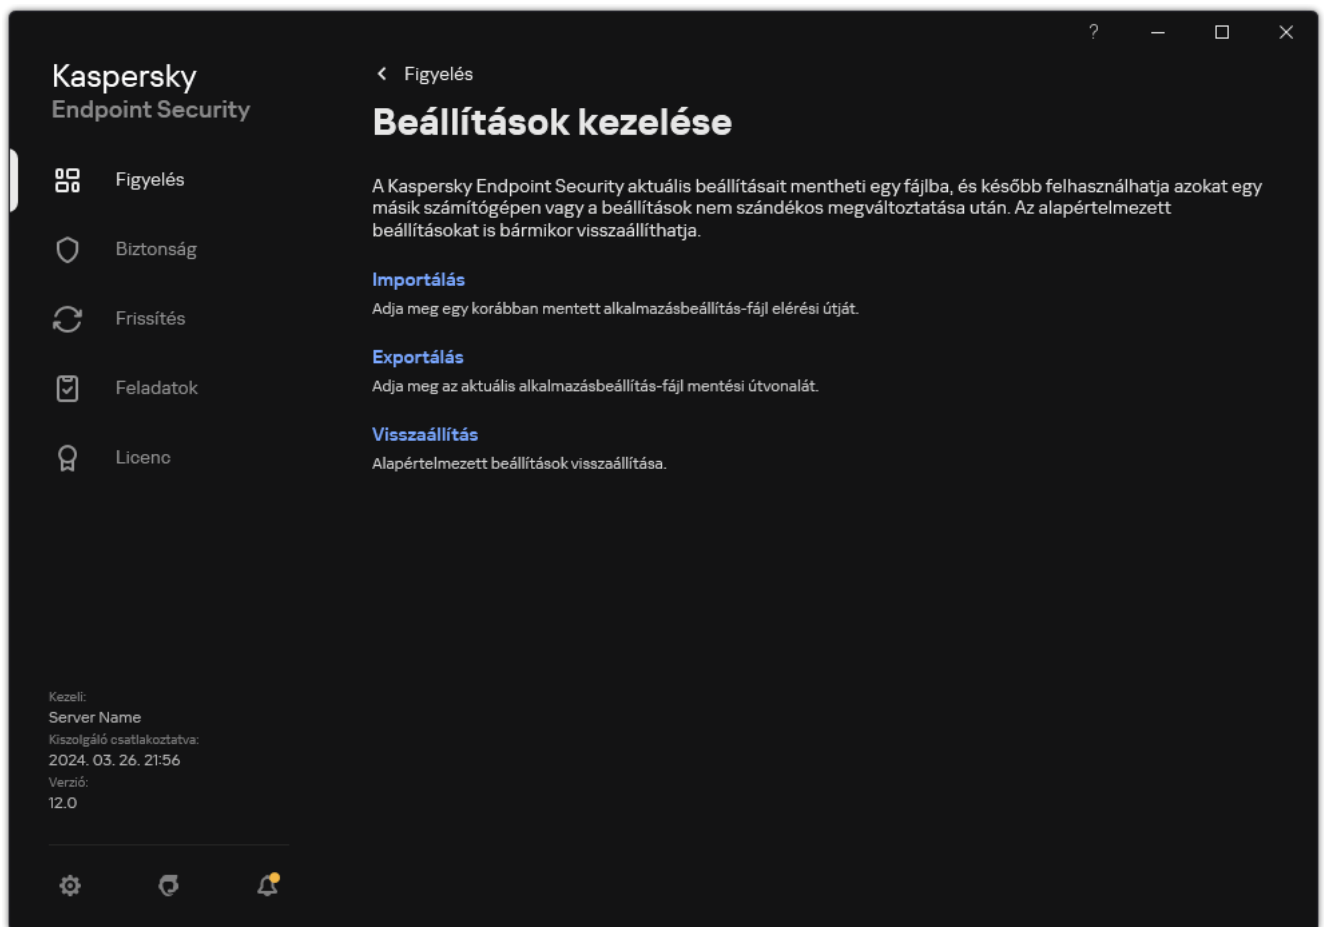 ?
Kaspersky
Endpoint Security
Figyelés
Biztonság
Frissítés
Feladatok
Licenc
Kezeli:
Server Name
Kiszolgáló csatlakoztatva:
2024. 03. 26. 21:56
Verzió:
12.0
Figyelés
Beállítások kezelése
A Kaspersky Endpoint Security aktuális beállításait mentheti egy fájlba, és később felhasználhatja azokat egy
másik számítógépen vagy a beállítások nem szándékos megváltoztatása után. Az alapértelmezett
beállításokat is bármikor visszaállíthatja.
Importálás
Adja meg egy korábban mentett alkalmazásbeállítás-fájl elérési útját.
Exportálás
Adja meg az aktuális alkalmazásbeállítás-fájl mentési útvonalát.
Visszaállítás
Alapértelmezett beállítások visszaállítása.